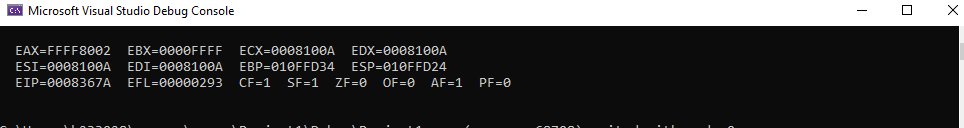 Microsoft Visual Studio Debug Console
EAX=FFFF8002 EBX=0000FFFF ECX=0008100A EDX=0008100A
ESI=0008100A EDI=0008100A EBP=010FFD34 ESP=010FFD24
EIP=0008367A EFL=00000293 CF=1 SF=1 ZF=0 OF=0 AF=1 PF=0